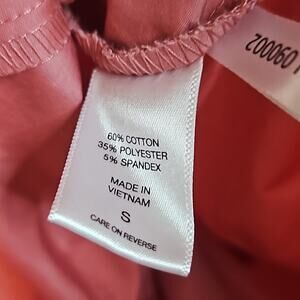 60% COTTON
35% POLYESTER
5% SPANDEX
MADE IN
VIETNAM
S
CARE ON REVERSE